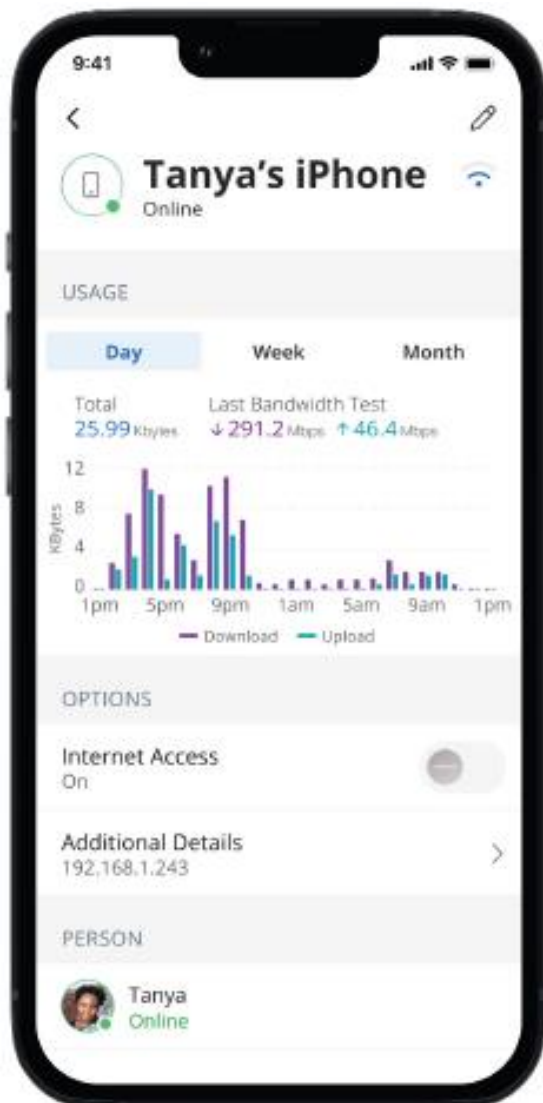 9:41
Tanya's iPhone
Online
USAGE
Day Week Month
Total Last Bandwidth Test
25.99 Kbytes ↓ 291.2 Mbps ↑ 46.4 Mbps
12
8
4
0
KBytes
1pm 5pm 9pm 1am 5am 9am 1pm
Download Upload
OPTIONS
Internet Access
On
Additional Details
192.168.1.243
PERSON
Tanya
Online